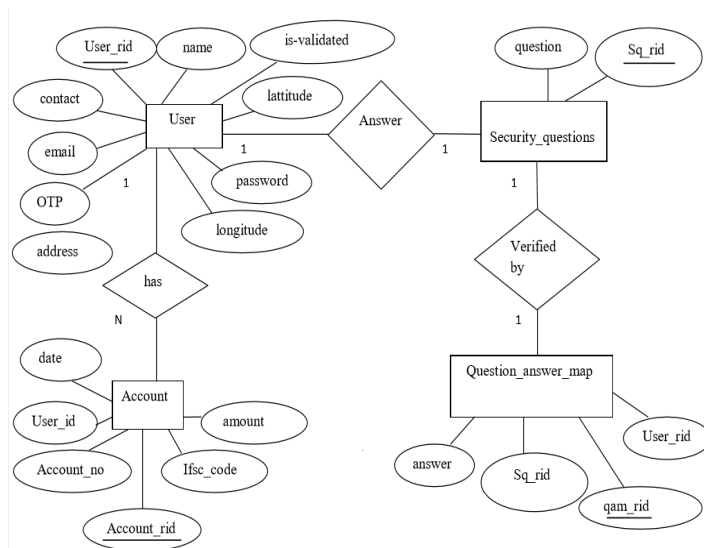 User_rid
name
is-validated
question
Sq_rid
contact
User
lattitude
Answer
Security_questions
email
1
1
1
password
1
1
OTP
longitude
address
Verified
by
has
N
1
date
Account
Question_answer_map
User_id
amount
User_rid
Account_no
Ifsc_code
answer
Sq_rid
qam_rid
Account_rid